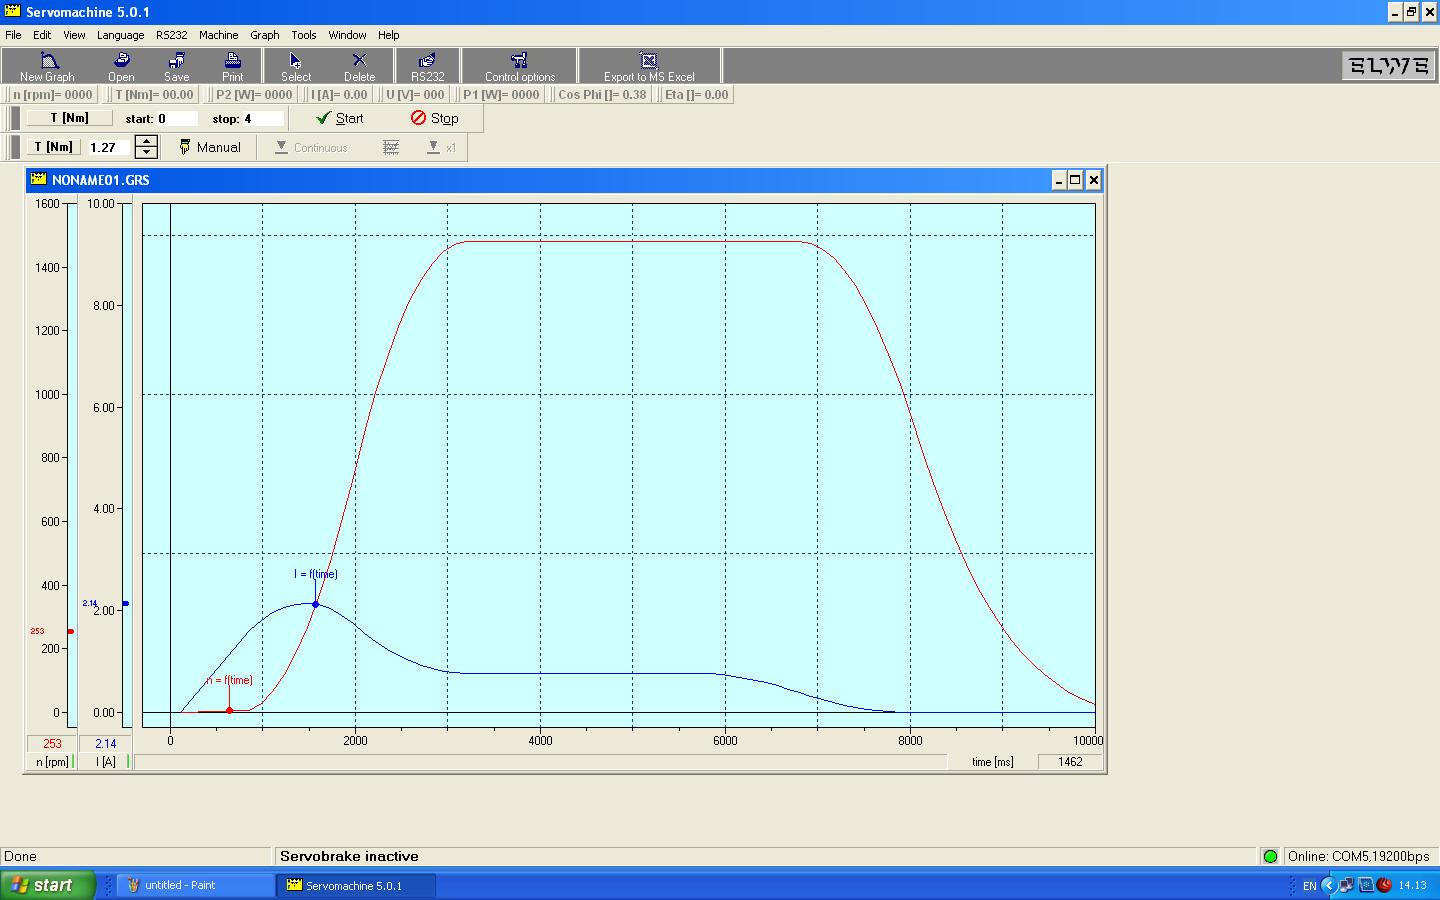 Servomachine 5.0.1
File Edit View Language RS232 Machine Graph Tools Window Help
New Graph Open Save Print Select Delete RS232 Control options Export to MS Excel ELWE
n [rpm]= 0000 T [Nm]= 00.00 P2 [W]= 0000 I [A]= 0.00 U [V]= 000 P1 [W]= 0000 Cos Phi []= 0.38 Eta []= 0.00
T [Nm] start: 0 stop: 4 Start Stop
T [Nm] 1.27 Manual Continuous x1
NONAME01.GRS
1600 10.00
1400
8.00
1200
1000
6.00
800
4.00
600
I = f(time)
400
2.14
2.00
253
200
n = f(time)
0 0.00
253 2.14 0 2000 4000 6000 8000 10000
n [rpm] I [A] time [ms] 1462
Done Servobrake inactive Online: COM5,19200bps
start untitled - Paint Servomachine 5.0.1 EN 14.13